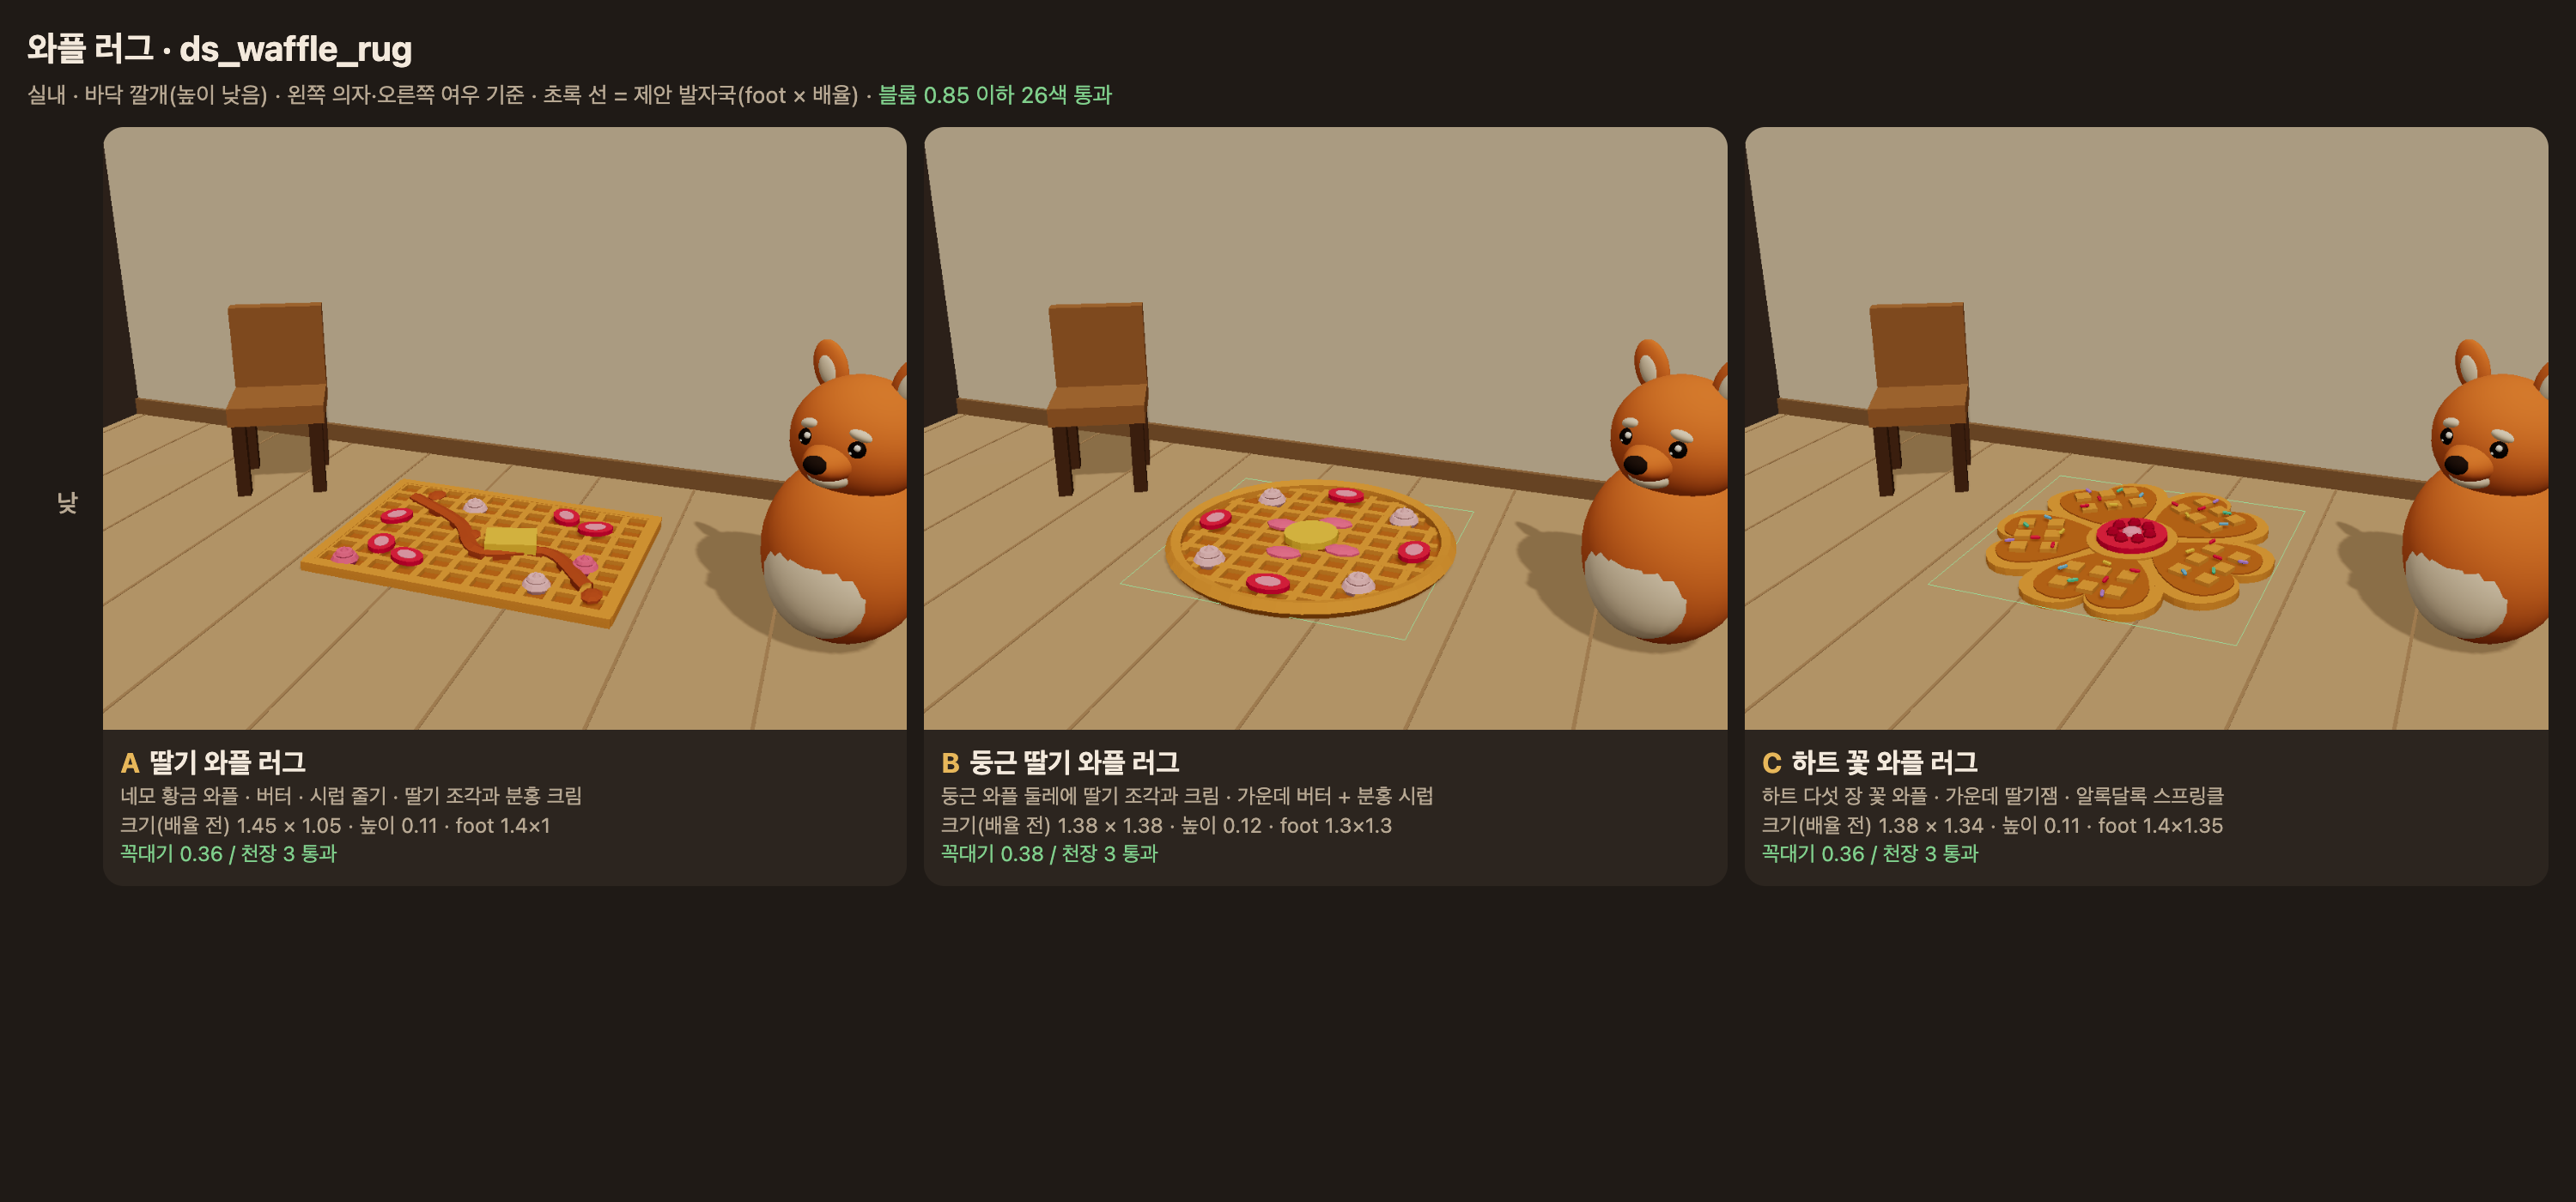 와플 러그 · ds_waffle_rug
실내 · 바닥 깔개(높이 낮음) · 왼쪽 의자·오른쪽 여우 기준 · 초록 선 = 제안 발자국(foot × 배율) · 블룸 0.85 이하 26색 통과
낮
A 딸기 와플 러그
네모 황금 와플 · 버터 · 시럽 줄기 · 딸기 조각과 분홍 크림
크기(배율 전) 1.45 × 1.05 · 높이 0.11 · foot 1.4×1
꼭대기 0.36 / 천장 3 통과
B 둥근 딸기 와플 러그
둥근 와플 둘레에 딸기 조각과 크림 · 가운데 버터 + 분홍 시럽
크기(배율 전) 1.38 × 1.38 · 높이 0.12 · foot 1.3×1.3
꼭대기 0.38 / 천장 3 통과
C 하트 꽃 와플 러그
하트 다섯 장 꽃 와플 · 가운데 딸기잼 · 알록달록 스프링클
크기(배율 전) 1.38 × 1.34 · 높이 0.11 · foot 1.4×1.35
꼭대기 0.36 / 천장 3 통과